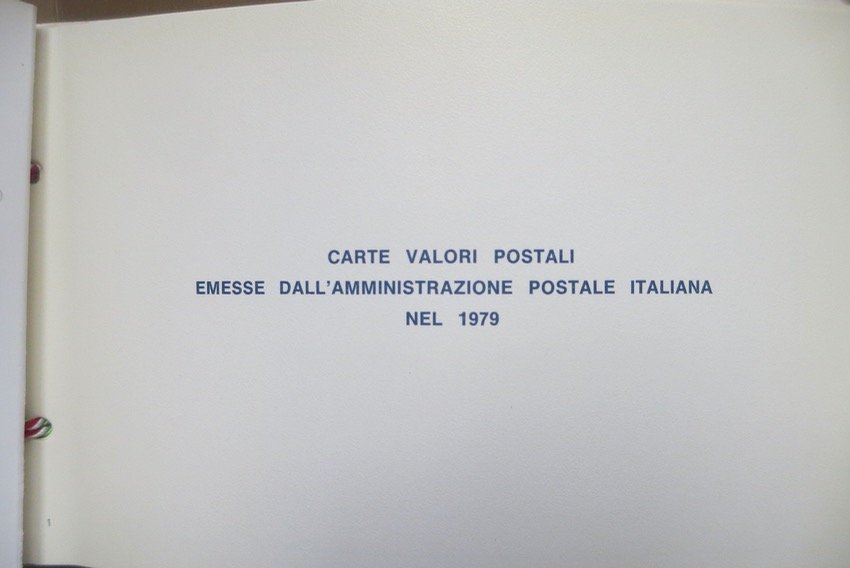 CARTE VALORI POSTALI
EMESSE DALL'AMMINISTRAZIONE POSTALE ITALIANA
NEL 1979
1